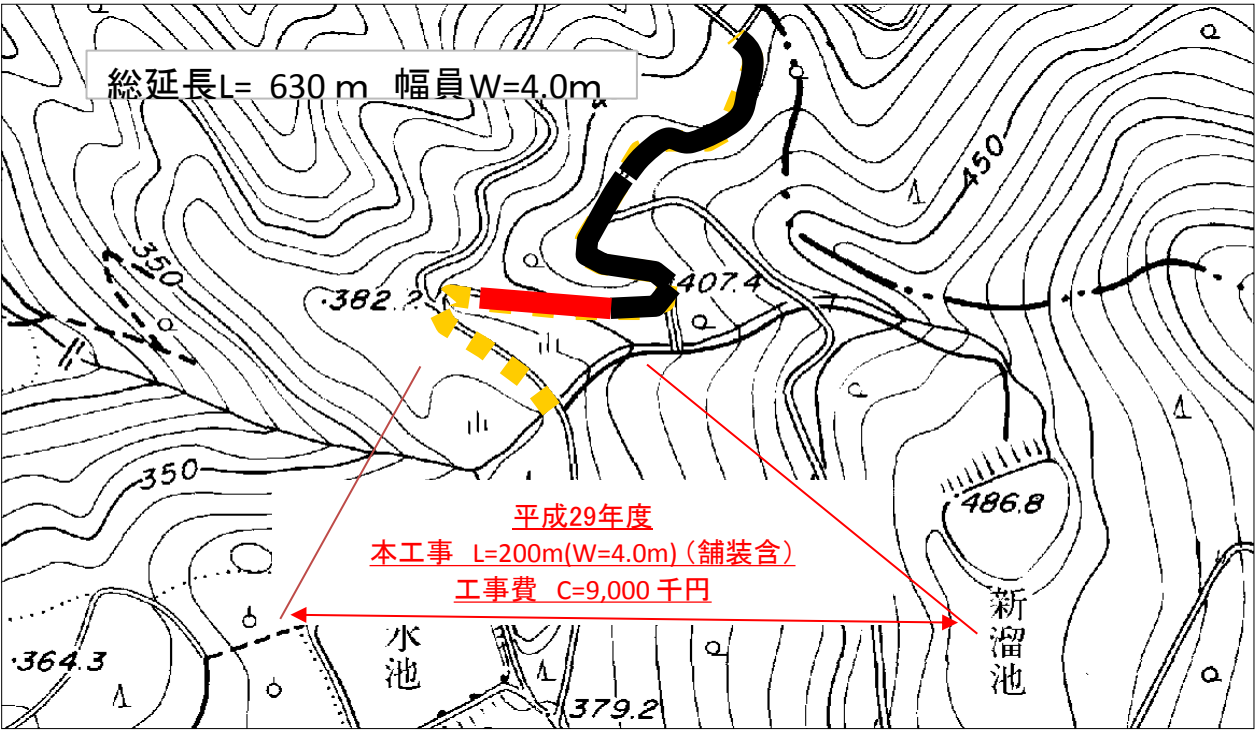 総延長L= 630 m 幅員W=4.0m
450
350
・382.2
407.4
350
486.8
平成29年度
本工事 L=200m(W=4.0m)（舗装含）
工事費 C=9,000 千円
新溜池
水池
・364.3
・379.2